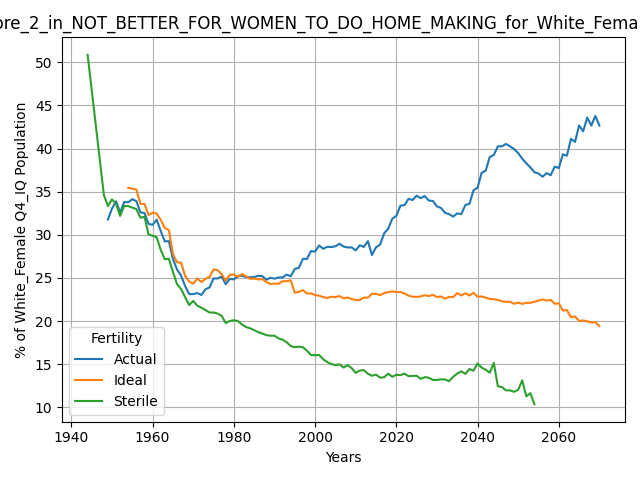 ore_2_in_NOT_BETTER_FOR_WOMEN_TO_DO_HOME_MAKING_for_White_Fema
% of White_Female Q4_IQ Population
50
45
40
35
30
25
20
15
10
Fertility
Actual
Ideal
Sterile
1940 1960 1980 2000 2020 2040 2060
Years